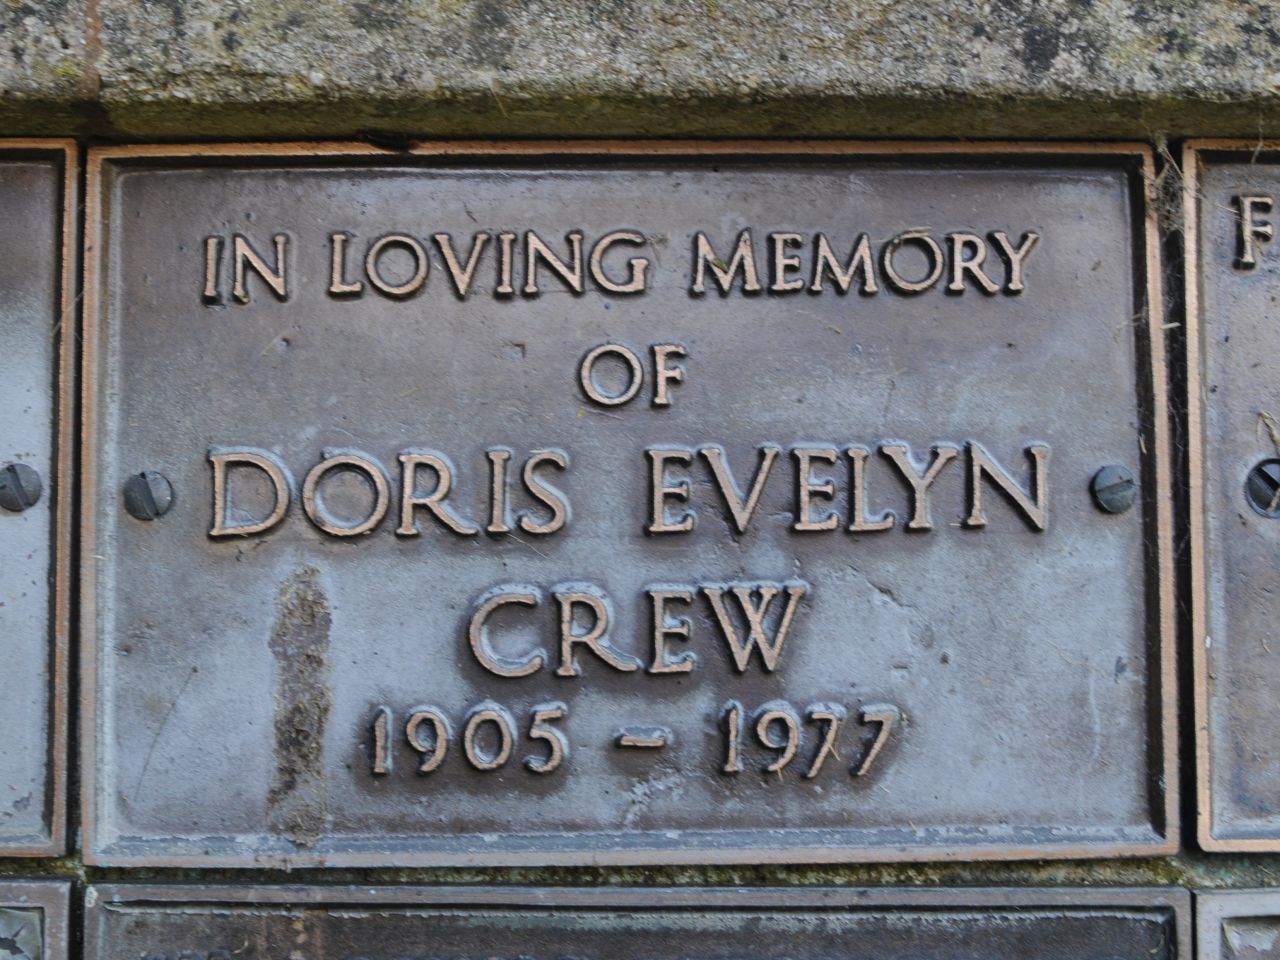 IN LOVING MEMORY
OF
DORIS EVELYN
CREW
1905 - 1977
F